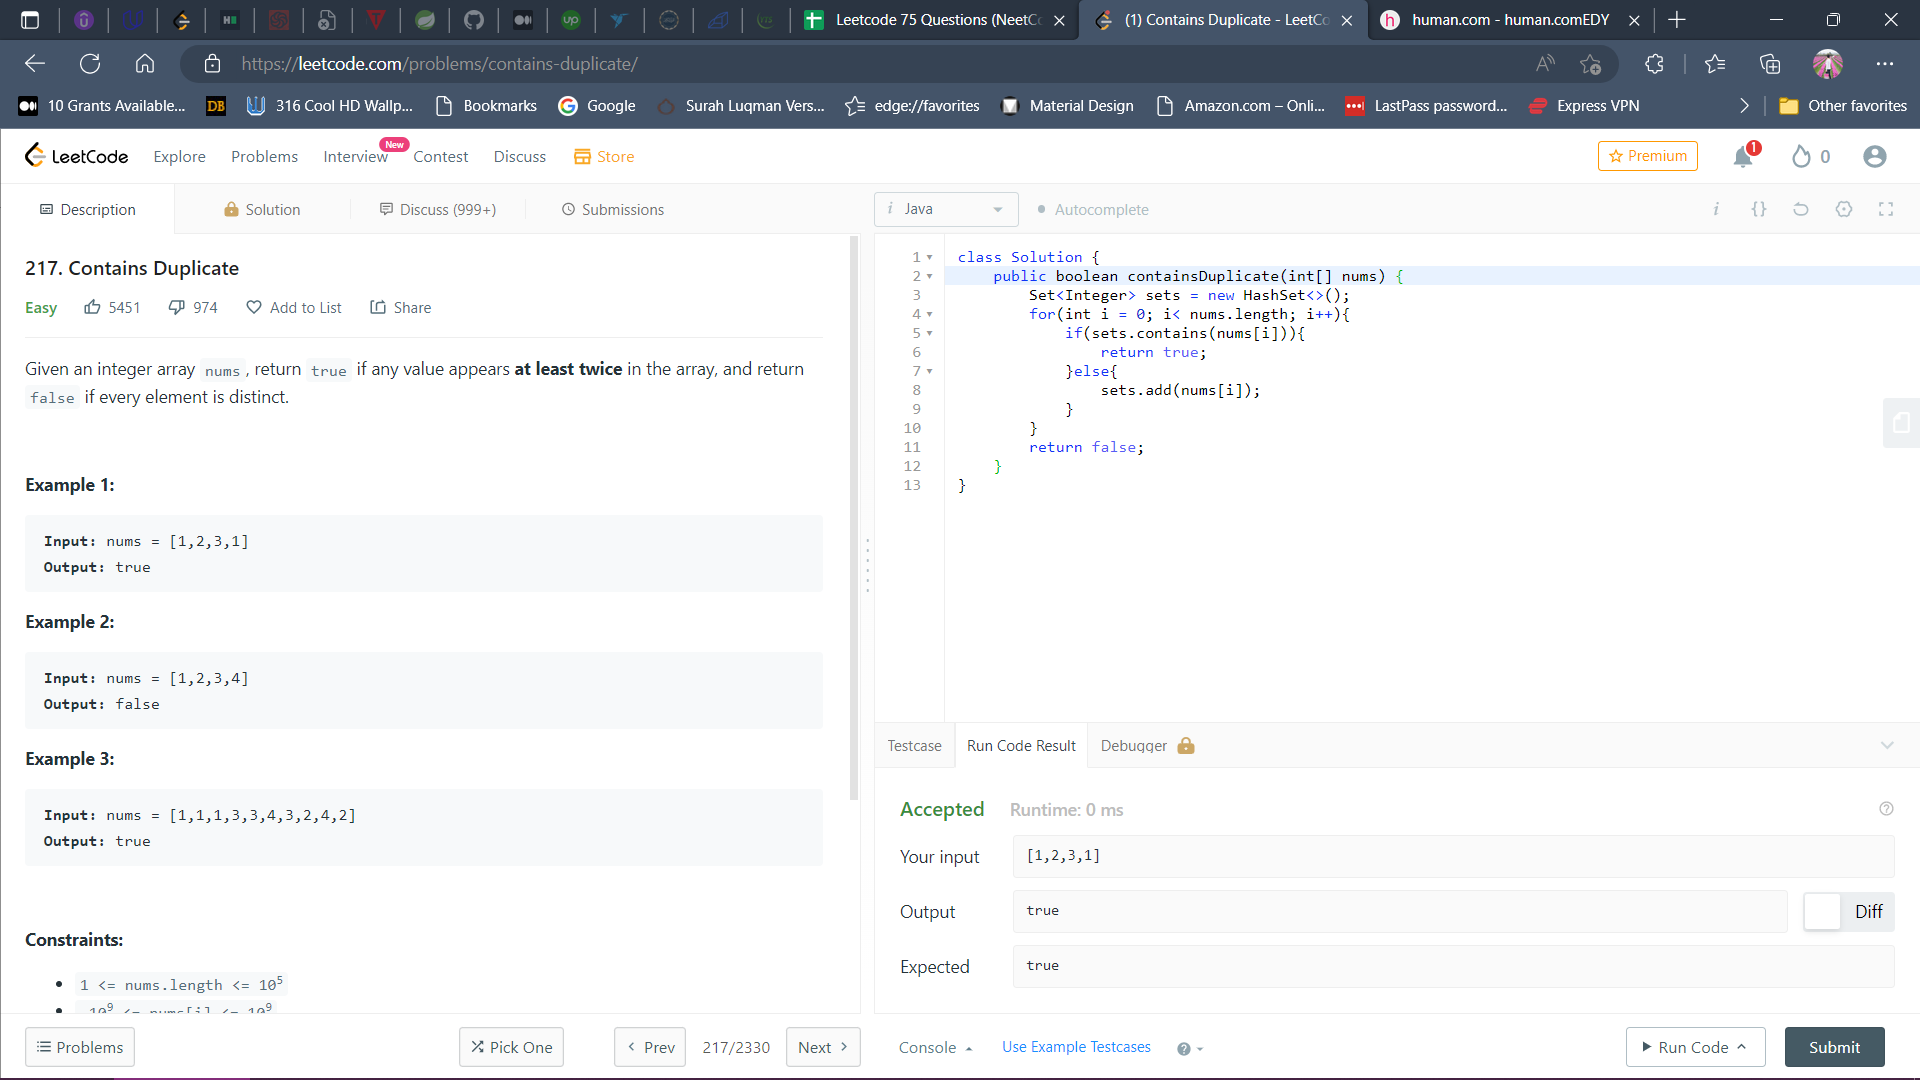 Leetcode 75 Questions (NeetCo
(1) Contains Duplicate - LeetCo
human.com - human.comEDY
https://leetcode.com/problems/contains-duplicate/
10 Grants Available...
DB
316 Cool HD Wallp...
Bookmarks
Google
Surah Luqman Vers...
edge://favorites
Material Design
Amazon.com – Onli...
LastPass password...
Express VPN
Other favorites
LeetCode
Explore
Problems
Interview
New
Contest
Discuss
Store
Premium
1
0
Description
Solution
Discuss (999+)
Submissions
i Java
Autocomplete
217. Contains Duplicate
Easy
5451
974
Add to List
Share
Given an integer array nums, return true if any value appears at least twice in the array, and return
false if every element is distinct.
Example 1:
Input: nums = [1,2,3,1]
Output: true
Example 2:
Input: nums = [1,2,3,4]
Output: false
Example 3:
Input: nums = [1,1,1,3,3,4,3,2,4,2]
Output: true
Constraints:
1 <= nums.length <= 10^5
-10^9 <= nums[i] <= 10^9
Problems
Pick One
Prev
217/2330
Next
1 class Solution {
2 public boolean containsDuplicate(int[] nums) {
3 Set<Integer> sets = new HashSet<>();
4 for(int i = 0; i< nums.length; i++){
5 if(sets.contains(nums[i])){
6 return true;
7 }else{
8 sets.add(nums[i]);
9 }
10 }
11 return false;
12 }
13 }
Testcase
Run Code Result
Debugger
Accepted
Runtime: 0 ms
Your input
[1,2,3,1]
Output
true
Diff
Expected
true
Console
Use Example Testcases
Run Code
Submit